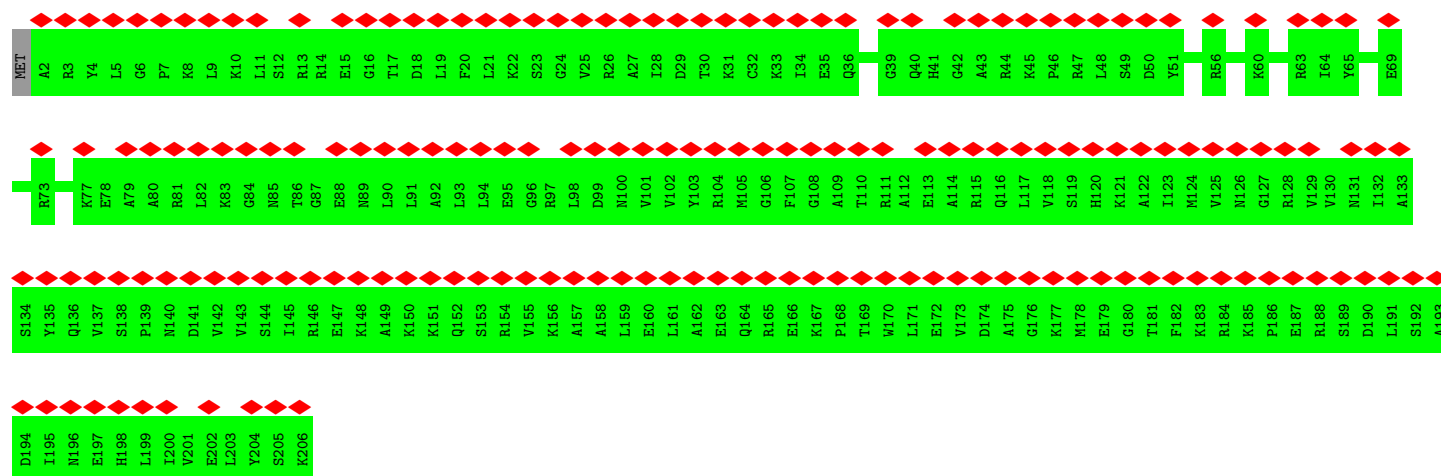 MET A2 R3 Y4 L5 G6 P7 K8 L9 K10 L11 S12 R13 R14 E15 G16 T17 D18 L19 F20 L21 K22 S23 G24 V25 R26 A27 I28 D29 T30 K31 C32 K33 I34 E35 Q36 G39 Q40 H41 G42 A43 R44 K45 P46 R47 L48 S49 D50 Y51 R56 K60 R63 I64 Y65 E69
R73 K77 E78 A79 A80 R81 L82 K83 G84 N85 T86 G87 E88 N89 L90 L91 A92 L93 L94 E95 G96 R97 L98 D99 N100 V101 V102 Y103 R104 M105 G106 F107 G108 A109 T110 R111 A112 E113 A114 R115 Q116 L117 V118 S119 H120 K121 A122 I123 M124 V125 N126 G127 R128 V129 V130 N131 I132 A133
S134 Y135 Q136 V137 S138 P139 N140 D141 V142 V143 S144 I145 R146 E147 K148 A149 K150 K151 Q152 S153 R154 V155 K156 A157 A158 L159 E160 L161 A162 E163 Q164 R165 E166 K167 P168 T169 W170 L171 E172 V173 D174 A175 G176 K177 M178 E179 G180 T181 F182 K183 R184 K185 P186 E187 R188 S189 D190 L191 S192 A193
D194 I195 N196 E197 H198 L199 I200 V201 E202 L203 Y204 S205 K206